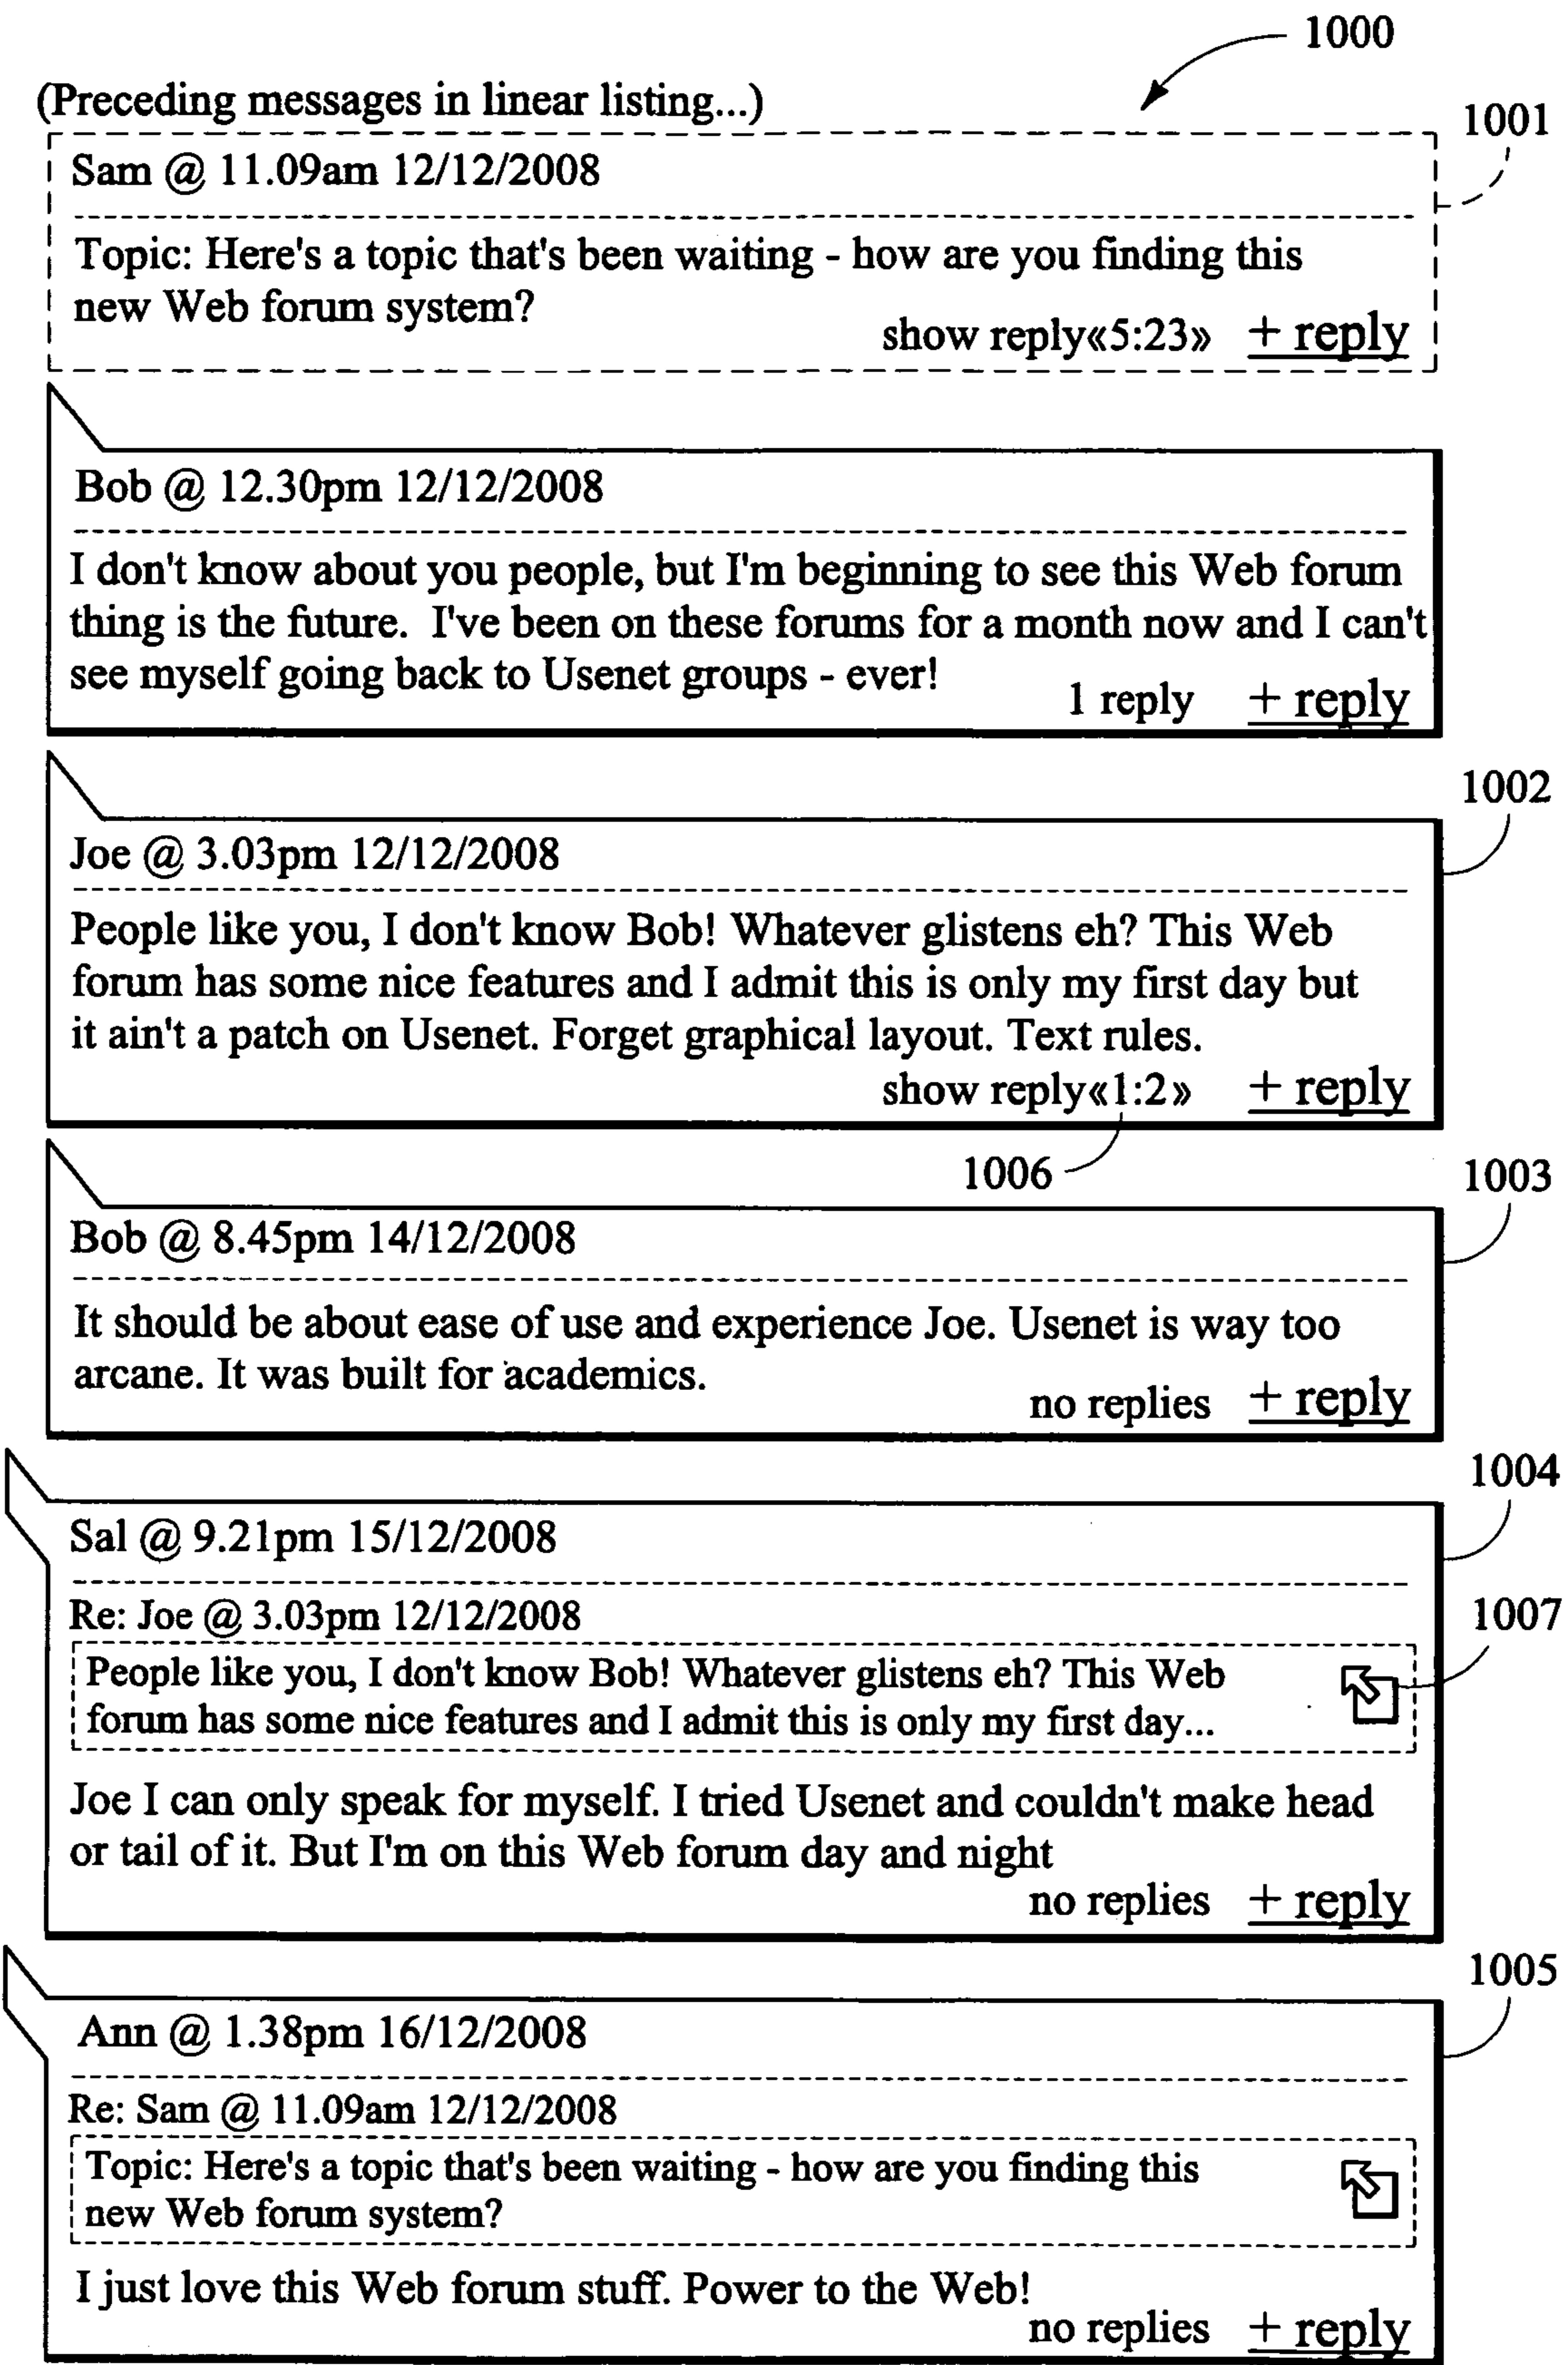 1000
(Preceding messages in linear listing...)
1001
Sam @ 11.09am 12/12/2008
Topic: Here's a topic that's been waiting - how are you finding this
new Web forum system?
show reply«5:23» + reply
Bob @ 12.30pm 12/12/2008
I don't know about you people, but I'm beginning to see this Web forum
thing is the future. I've been on these forums for a month now and I can't
see myself going back to Usenet groups - ever!
1 reply + reply
1002
Joe @ 3.03pm 12/12/2008
People like you, I don't know Bob! Whatever glistens eh? This Web
forum has some nice features and I admit this is only my first day but
it ain't a patch on Usenet. Forget graphical layout. Text rules.
show reply«1:2» + reply
1006
1003
Bob @ 8.45pm 14/12/2008
It should be about ease of use and experience Joe. Usenet is way too
arcane. It was built for academics.
no replies + reply
1004
Sal @ 9.21pm 15/12/2008
Re: Joe @ 3.03pm 12/12/2008
1007
People like you, I don't know Bob! Whatever glistens eh? This Web
forum has some nice features and I admit this is only my first day...
Joe I can only speak for myself. I tried Usenet and couldn't make head
or tail of it. But I'm on this Web forum day and night
no replies + reply
1005
Ann @ 1.38pm 16/12/2008
Re: Sam @ 11.09am 12/12/2008
Topic: Here's a topic that's been waiting - how are you finding this
new Web forum system?
I just love this Web forum stuff. Power to the Web!
no replies + reply